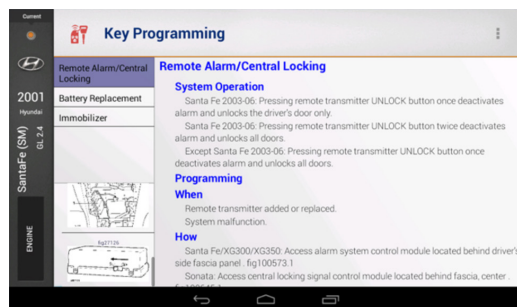 Current
Key Programming
2001
Hyundai
SantaFe (SM)
GL 2.4
ENGINE
Remote Alarm/Central
Locking
Battery Replacement
Immobilizer
fig27126
Remote Alarm/Central Locking
System Operation
Santa Fe 2003-06: Pressing remote transmitter UNLOCK button once deactivates
alarm and unlocks the driver's door only.
Santa Fe 2003-06: Pressing remote transmitter UNLOCK button twice deactivates
alarm and unlocks all doors.
Except Santa Fe 2003-06: Pressing remote transmitter UNLOCK button once
deactivates alarm and unlocks all doors.
Programming
When
Remote transmitter added or replaced.
System malfunction.
How
Santa Fe/XG300/XG350: Access alarm system control module located behind driver's
side fascia panel . fig100573.1
Sonata: Access central locking signal control module located behind fascia, center .